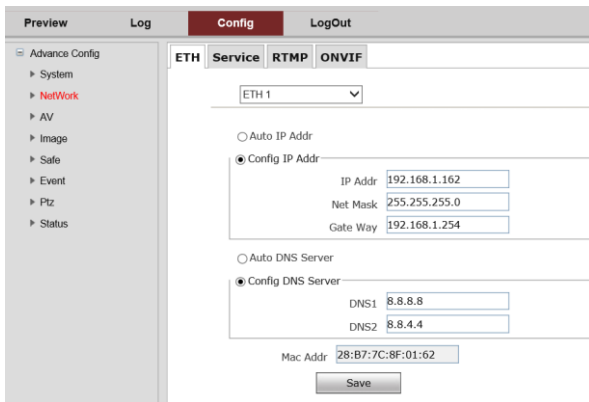 Preview Log Config LogOut
Advance Config
System
NetWork
AV
Image
Safe
Event
Ptz
Status
ETH Service RTMP ONVIF
ETH 1
Auto IP Addr
Config IP Addr
IP Addr 192.168.1.162
Net Mask 255.255.255.0
Gate Way 192.168.1.254
Auto DNS Server
Config DNS Server
DNS1 8.8.8.8
DNS2 8.8.4.4
Mac Addr 28:B7:7C:8F:01:62
Save